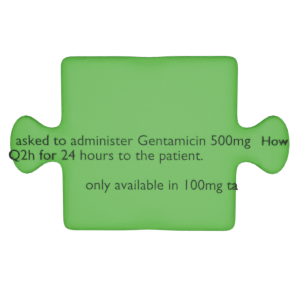 asked to administer Gentamicin 500mg How
Q2h for 24 hours to the patient.
only available in 100mg ta